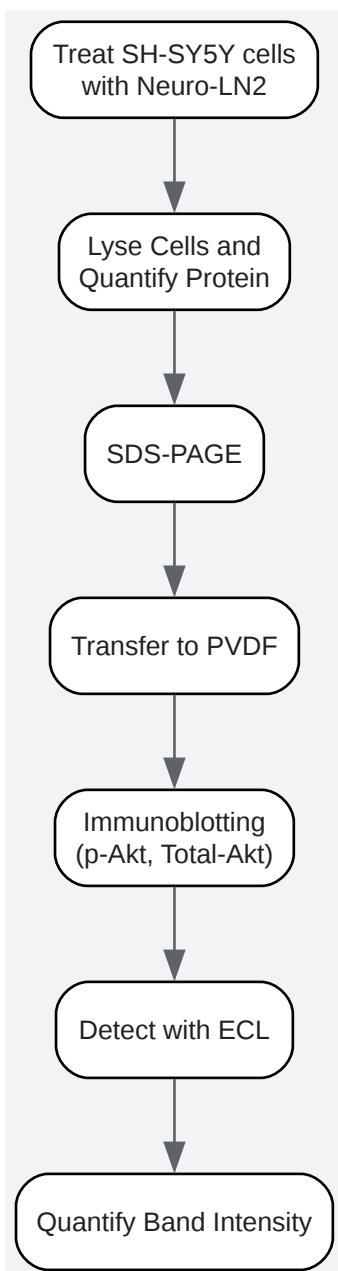 Treat SH-SY5Y cells
with Neuro-LN2
Lyse Cells and
Quantify Protein
SDS-PAGE
Transfer to PVDF
Immunoblotting
(p-Akt, Total-Akt)
Detect with ECL
Quantify Band Intensity